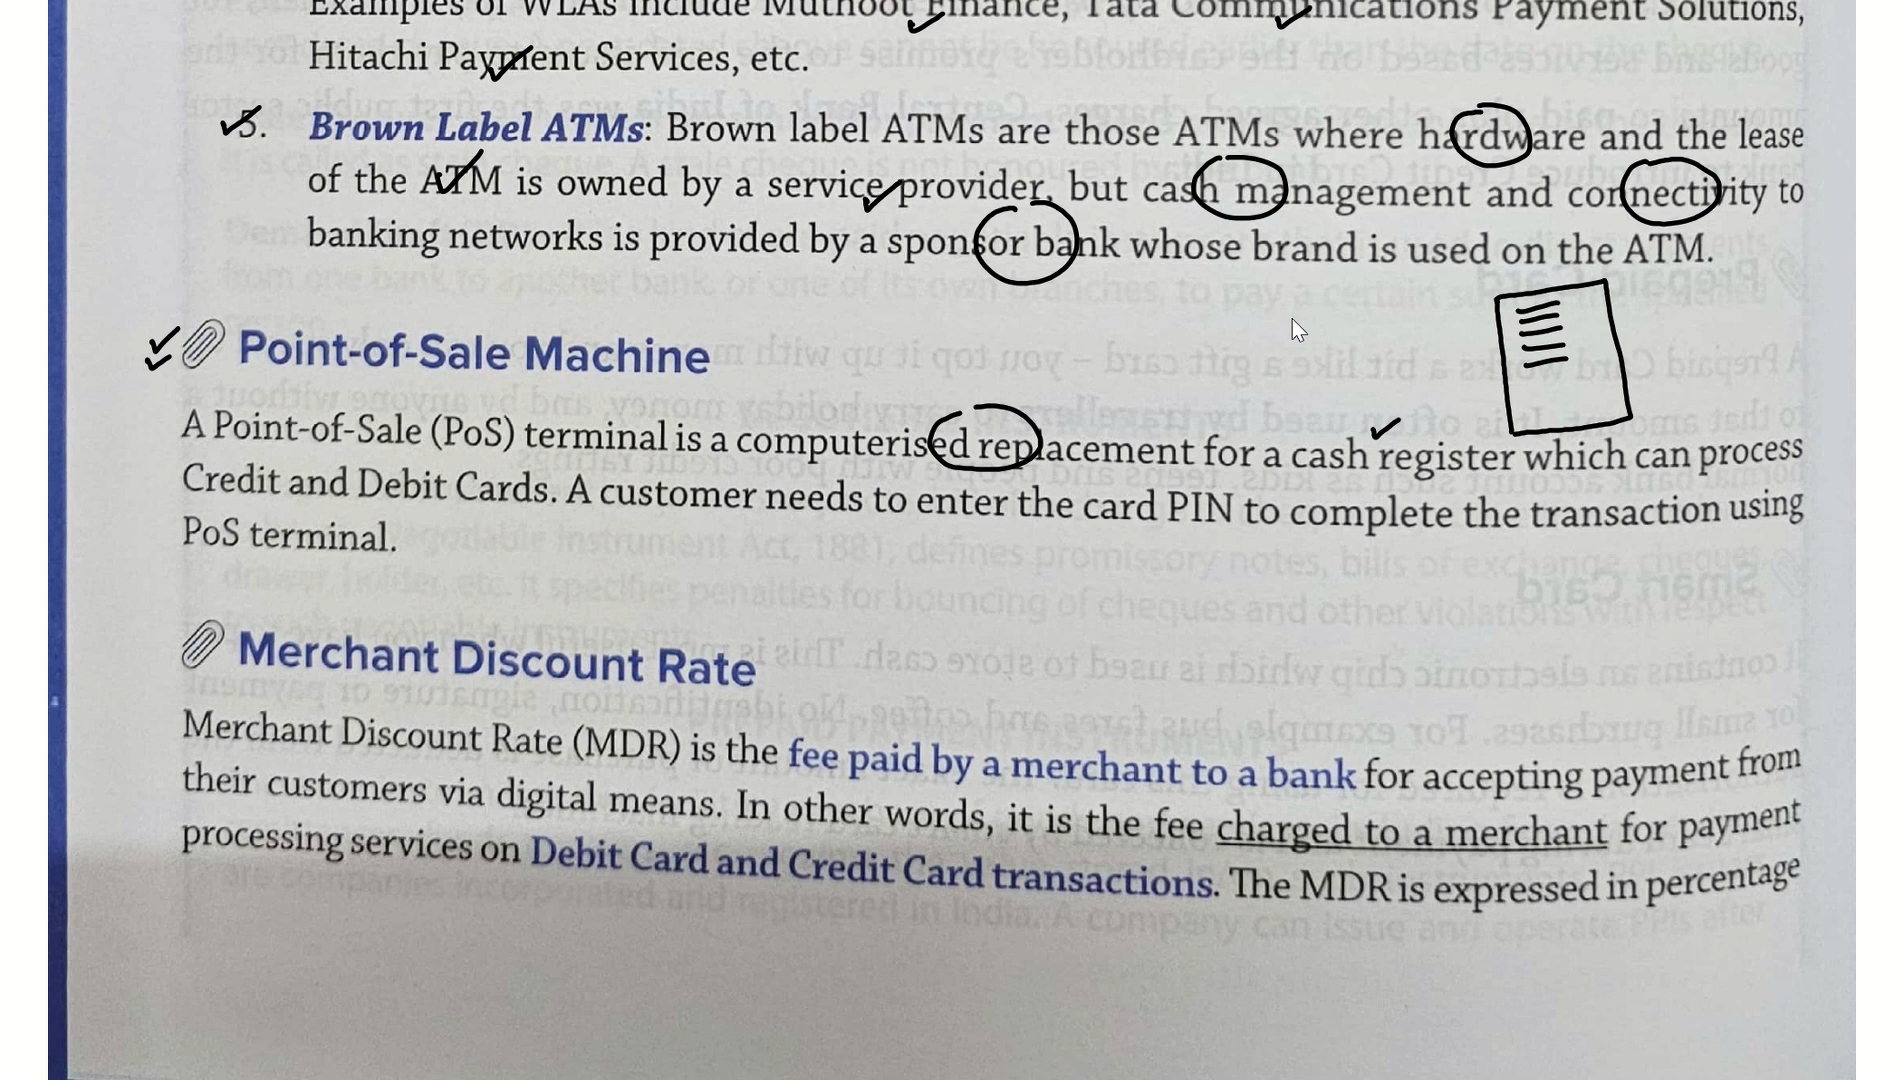 Examples of WLAs include Muthoot Finance, Tata Communications Payment Solutions,
Hitachi Payment Services, etc.
5. Brown Label ATMs: Brown label ATMs are those ATMs where hardware and the lease
of the ATM is owned by a service provider, but cash management and connectivity to
banking networks is provided by a sponsor bank whose brand is used on the ATM.
Point-of-Sale Machine
A Point-of-Sale (PoS) terminal is a computerised replacement for a cash register which can process
Credit and Debit Cards. A customer needs to enter the card PIN to complete the transaction using
PoS terminal.
Merchant Discount Rate
Merchant Discount Rate (MDR) is the fee paid by a merchant to a bank for accepting payment from
their customers via digital means. In other words, it is the fee charged to a merchant for payment
processing services on Debit Card and Credit Card transactions. The MDR is expressed in percentage